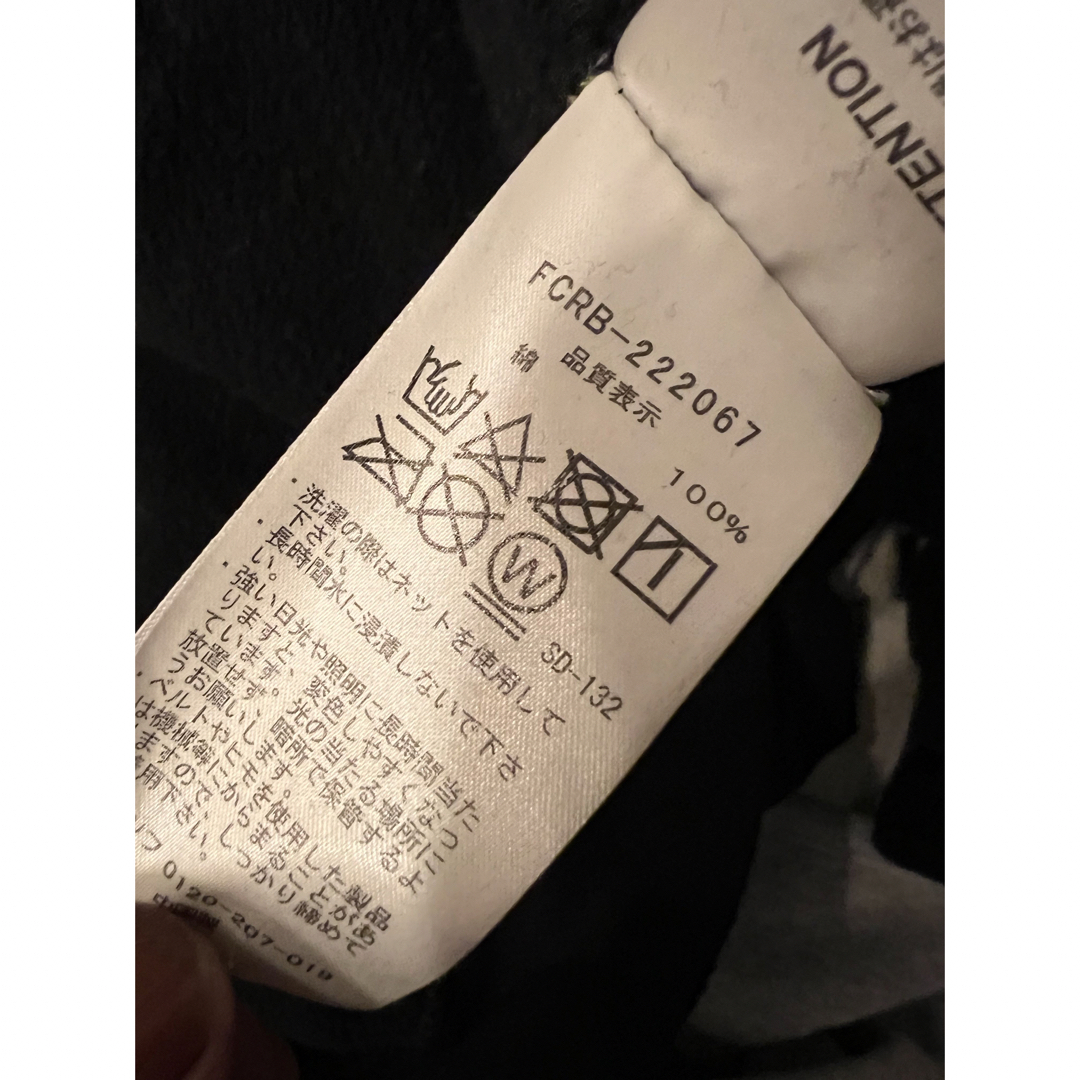 TENTION
FCRB-222067
品質表示
綿 100%
W
SD-132
・洗濯の際はネットを使用して
下さい。
・長時間水に浸漬しないで下さ
い。
・強い日光や照明に長時間当た
りますと、変色しやすくなっ
ています。光の当たる場所に
放置せず、暗所で保管するよ
うお願いします。
・ベルトやヒモを使用した製品
は機械等にからまることがあ
ますので、しっかり締めて
用下さい。
0120-207-019
中国製